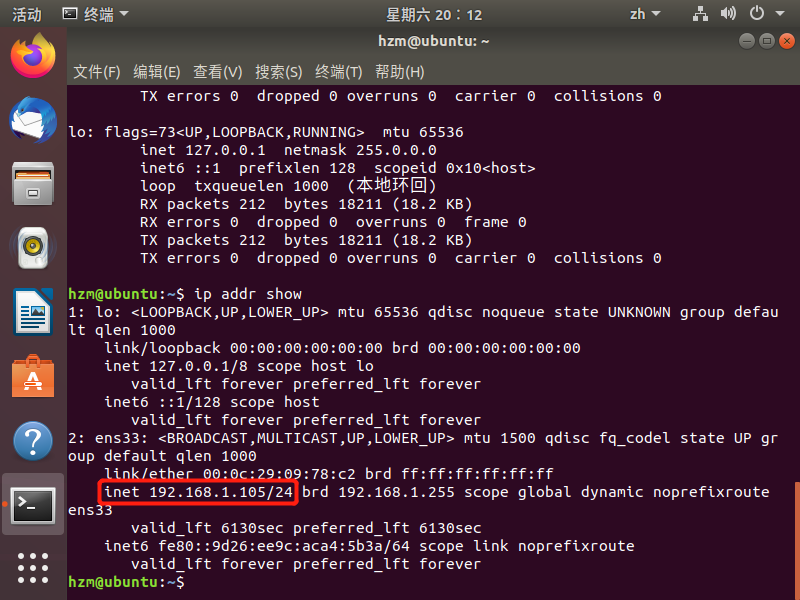 活动 终端 星期六 20：12 zh
hzm@ubuntu: ~
文件(F) 编辑(E) 查看(V) 搜索(S) 终端(T) 帮助(H)
TX errors 0  dropped 0 overruns 0  carrier 0  collisions 0
lo: flags=73<UP,LOOPBACK,RUNNING>  mtu 65536
inet 127.0.0.1  netmask 255.0.0.0
inet6 ::1  prefixlen 128  scopeid 0x10<host>
loop  txqueuelen 1000  (本地环回)
RX packets 212  bytes 18211 (18.2 KB)
RX errors 0  dropped 0  overruns 0  frame 0
TX packets 212  bytes 18211 (18.2 KB)
TX errors 0  dropped 0 overruns 0  carrier 0  collisions 0
hzm@ubuntu:~$ ip addr show
1: lo: <LOOPBACK,UP,LOWER_UP> mtu 65536 qdisc noqueue state UNKNOWN group defau
lt qlen 1000
link/loopback 00:00:00:00:00:00 brd 00:00:00:00:00:00
inet 127.0.0.1/8 scope host lo
valid_lft forever preferred_lft forever
inet6 ::1/128 scope host
valid_lft forever preferred_lft forever
2: ens33: <BROADCAST,MULTICAST,UP,LOWER_UP> mtu 1500 qdisc fq_codel state UP gr
oup default qlen 1000
link/ether 00:0c:29:09:78:c2 brd ff:ff:ff:ff:ff:ff
inet 192.168.1.105/24 brd 192.168.1.255 scope global dynamic noprefixroute
ens33
valid_lft 6130sec preferred_lft 6130sec
inet6 fe80::9d26:ee9c:aca4:5b3a/64 scope link noprefixroute
valid_lft forever preferred_lft forever
hzm@ubuntu:~$